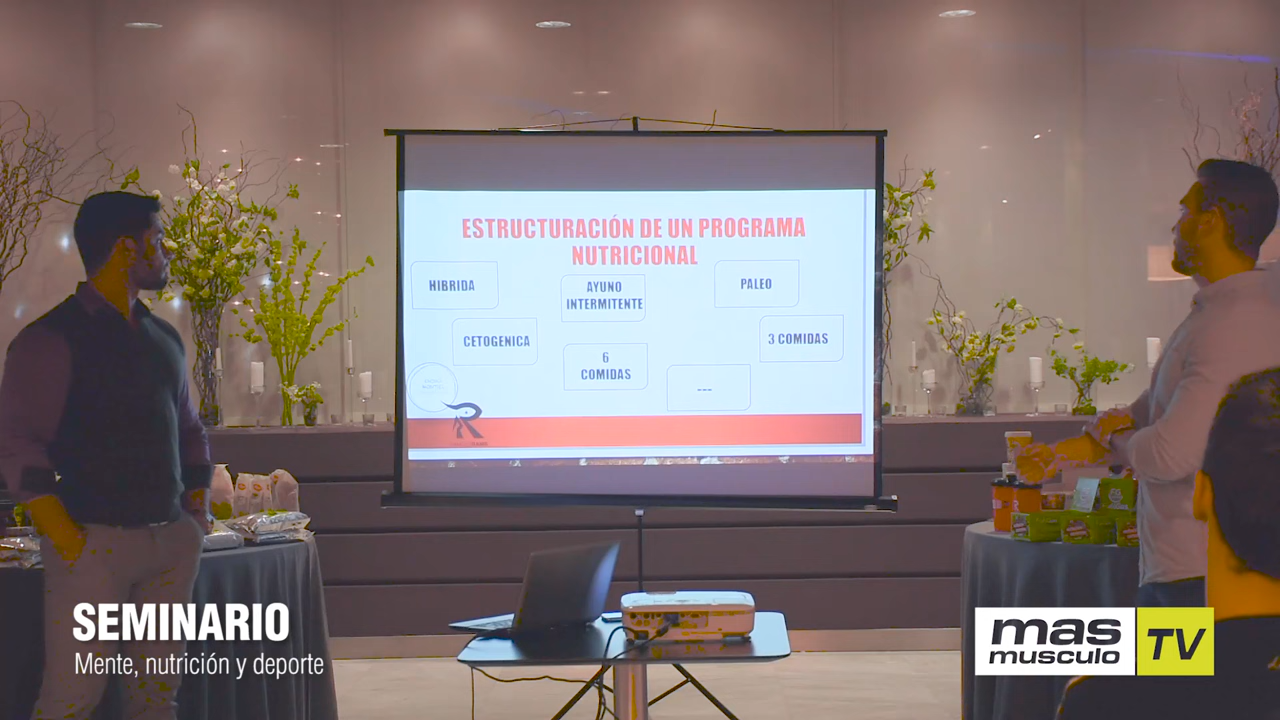 ESTRUCTURACIÓN DE UN PROGRAMA
NUTRICIONAL
HIBRIDA
AYUNO
INTERMITENTE
PALEO
CETOGENICA
6
COMIDAS
3 COMIDAS
---
R
SEMINARIO
Mente, nutrición y deporte
mas
musculo
TV